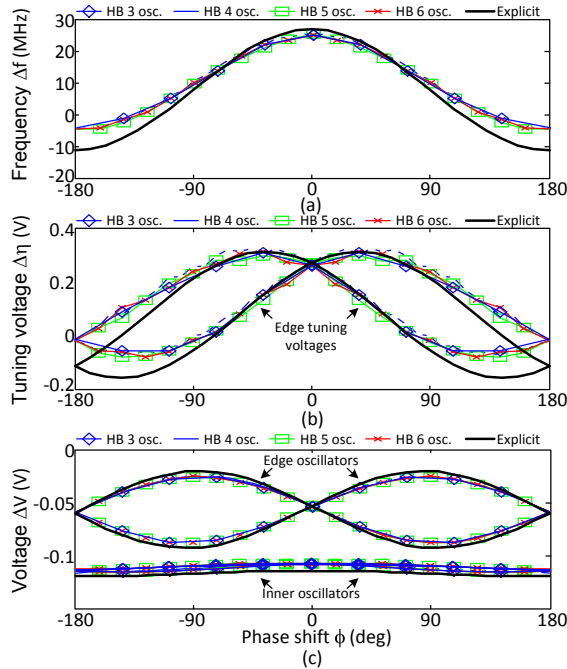 HB 3 osc. HB 4 osc. HB 5 osc. HB 6 osc. Explicit
Frequency Δf (MHz)
30
20
10
0
-10
-20
-180 -90 0 90 180
(a)
HB 3 osc. HB 4 osc. HB 5 osc. HB 6 osc. Explicit
Tuning voltage Δη (V)
0.4
0.2
0
-0.2
Edge tuning
voltages
-180 -90 0 90 180
(b)
HB 3 osc. HB 4 osc. HB 5 osc. HB 6 osc. Explicit
Voltage ΔV (V)
0
-0.05
-0.1
Edge oscillators
Inner oscillators
-180 -90 0 90 180
Phase shift ϕ (deg)
(c)